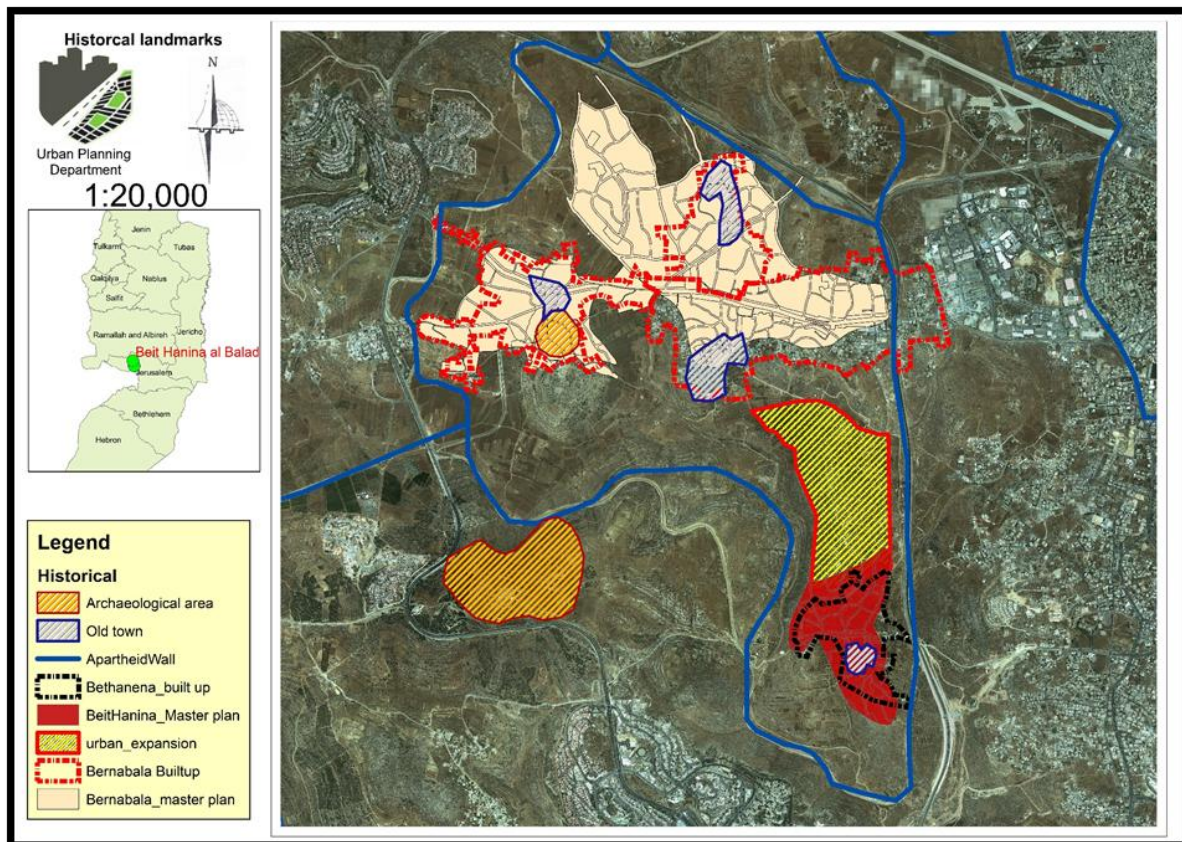 Historcal landmarks
N
Urban Planning
Department
1:20,000
Jenin
Tulkarm
Tubas
Qalqilya
Nablus
Salfit
Ramallah and Albireh
Jericho
Beit Hanina al Balad
Jerusalem
Bethlehem
Hebron
Legend
Historical
Archaeological area
Old town
ApartheidWall
Bethanena_built up
BeitHanina_Master plan
urban_expansion
Bernabala Builtup
Bernabala_master plan